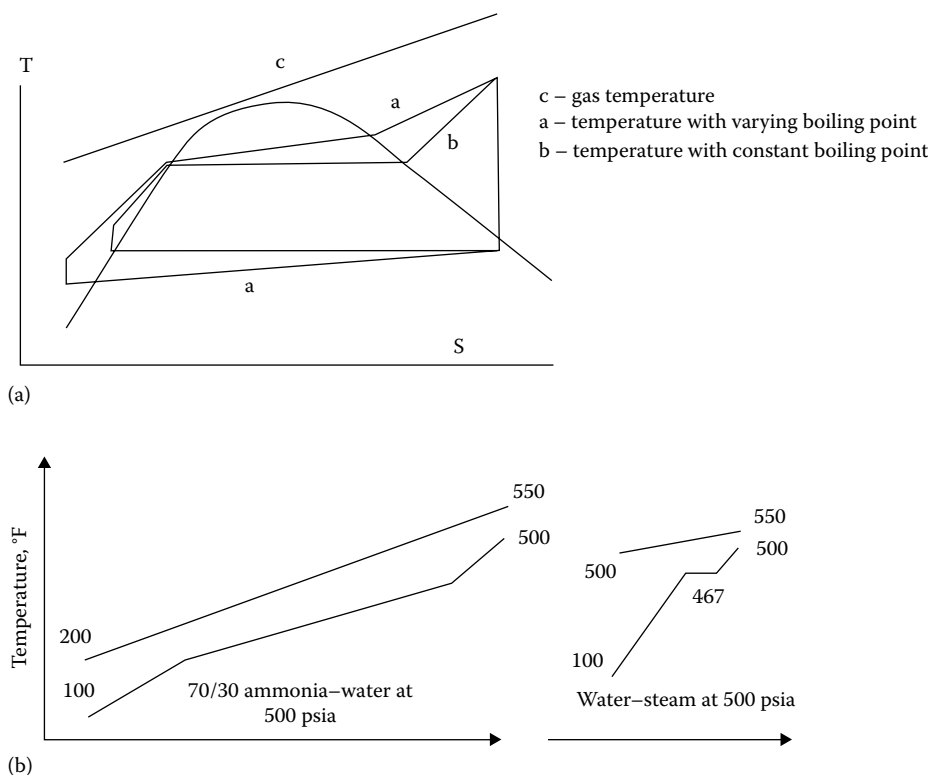 T
c
a
b
c – gas temperature
a – temperature with varying boiling point
b – temperature with constant boiling point
a
S
(a)
Temperature, °F
550
500
200
100
70/30 ammonia–water at
500 psia
550
500
500
467
100
Water–steam at 500 psia
(b)